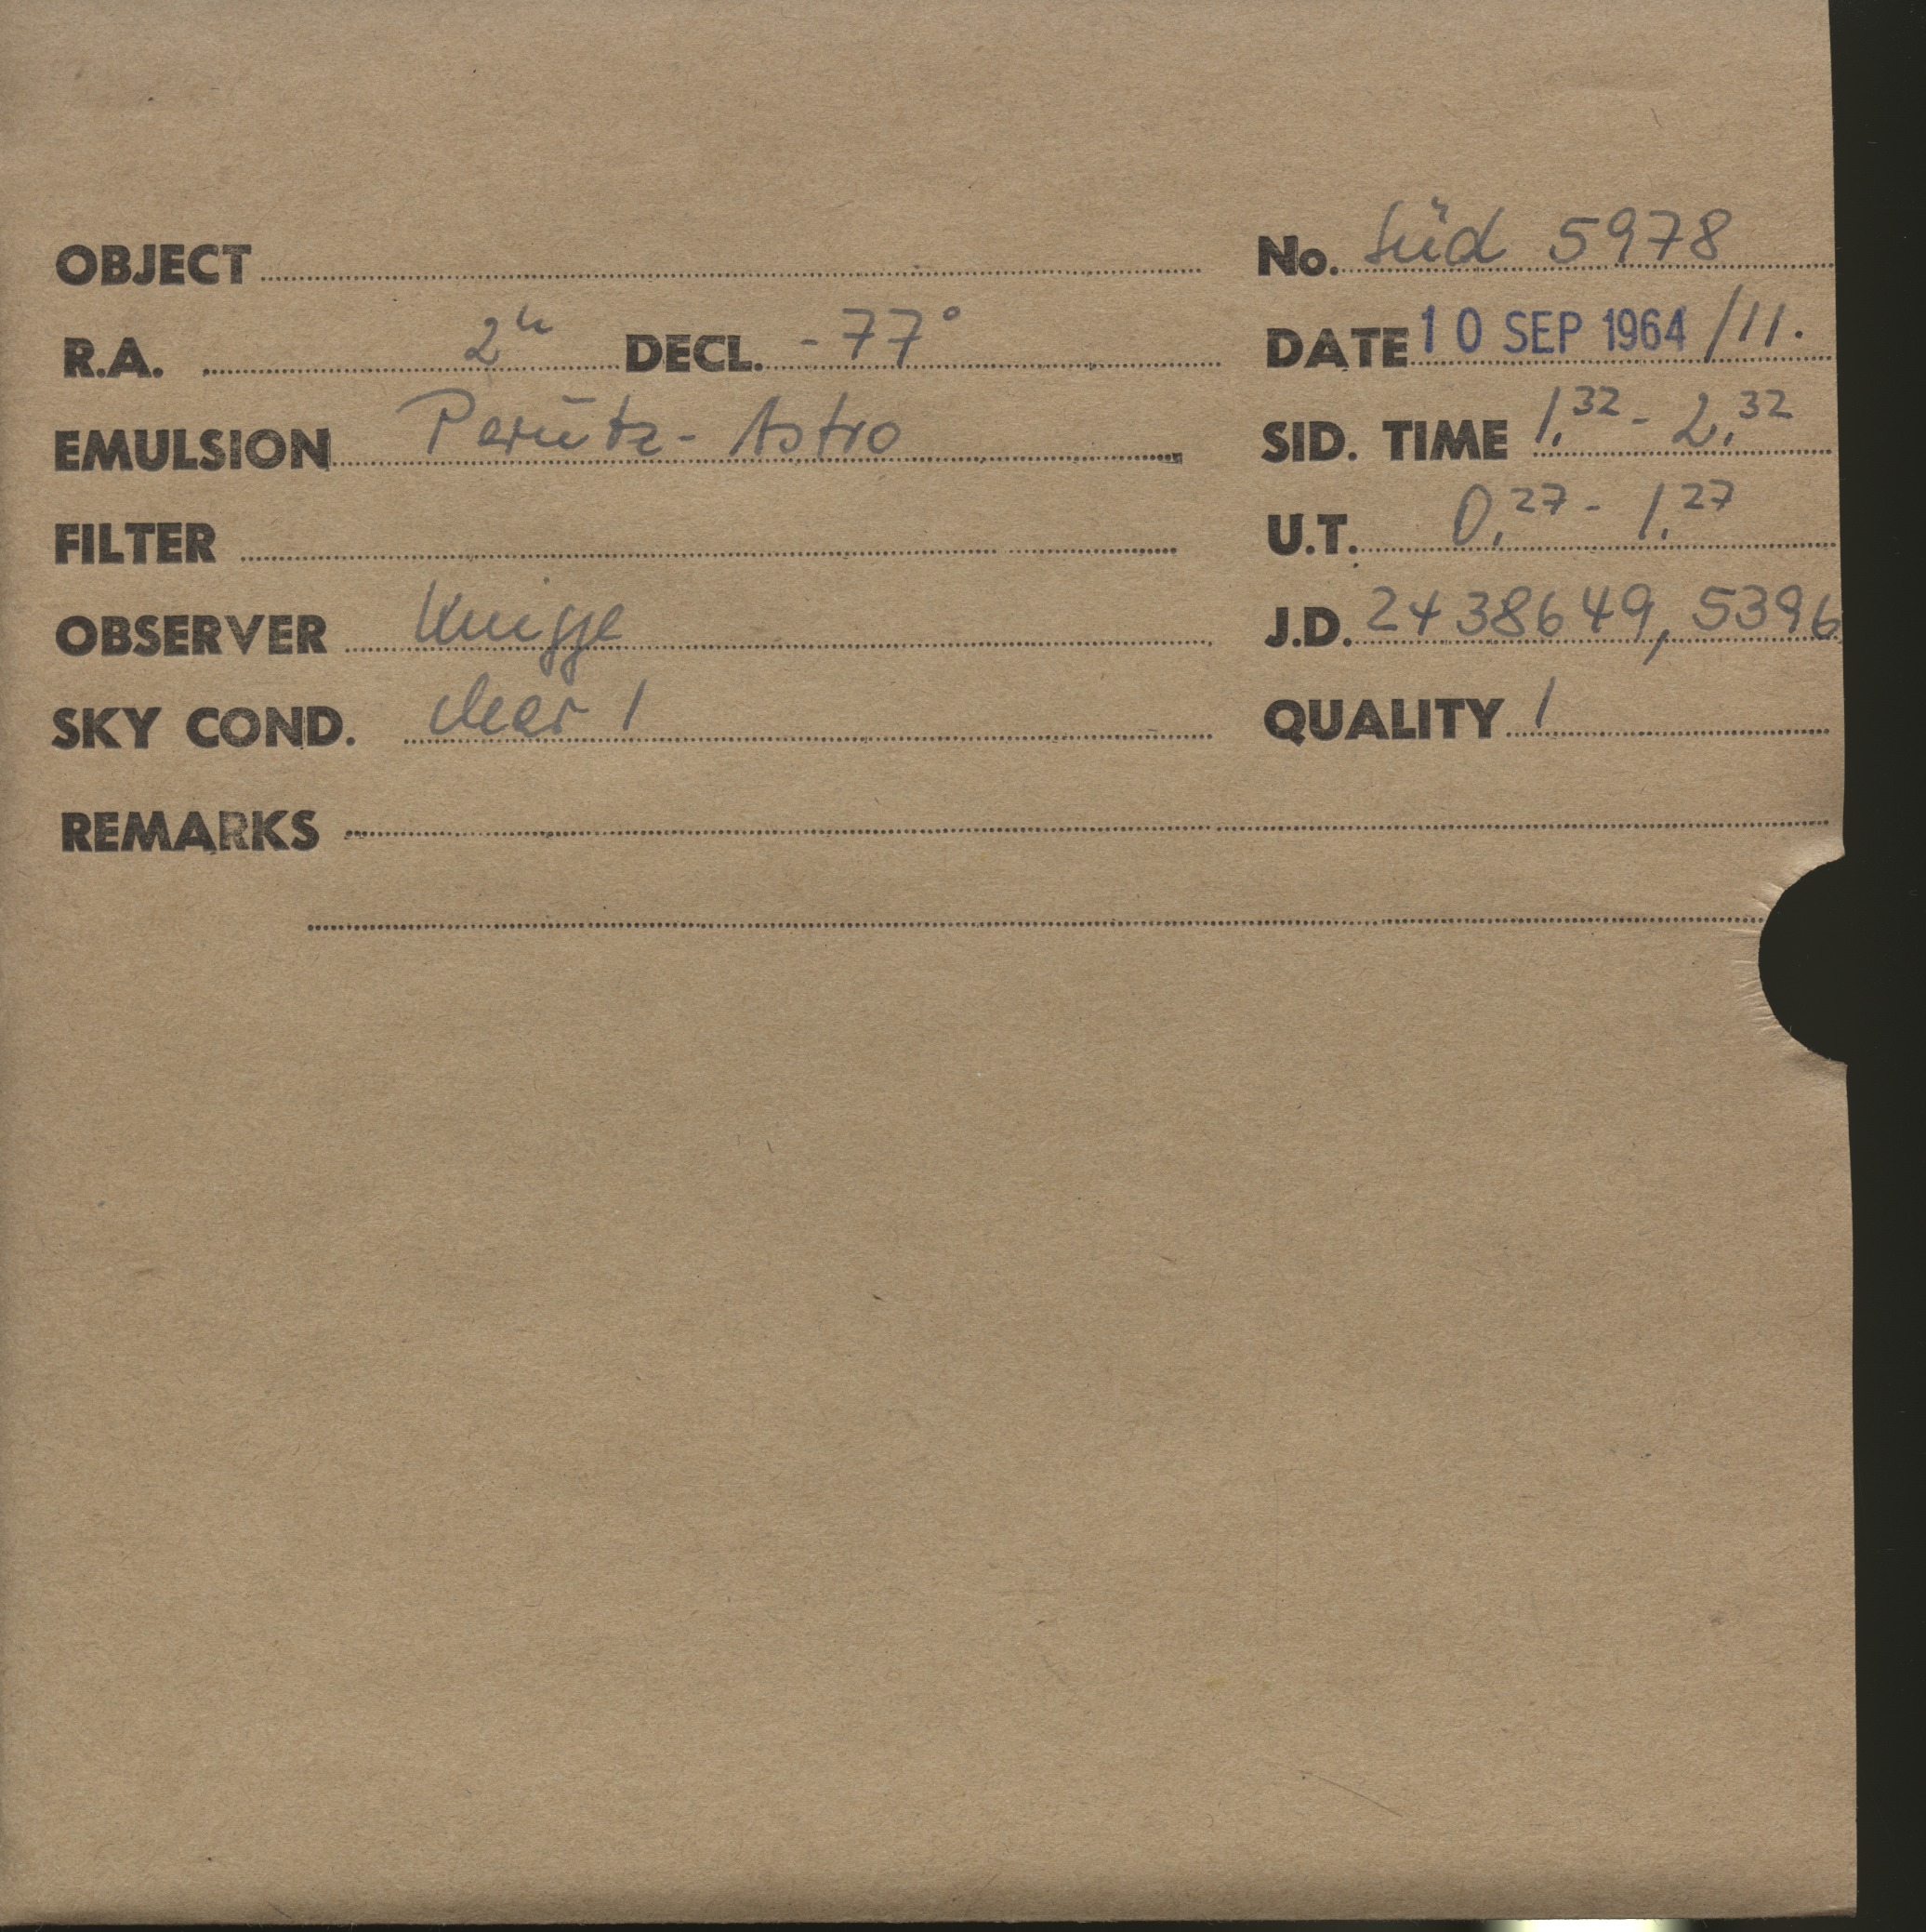 OBJECT No. Süd 5978
R.A. 2h DECL. -77° DATE 10 SEP 1964 /11.
EMULSION Perutz-Astro SID. TIME 1,32 - 2,32
FILTER U.T. 0,27 - 1,27
OBSERVER Knigge J.D. 2438649,5396
SKY COND. clear 1 QUALITY 1
REMARKS